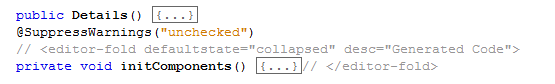 public Details() {...}
@SuppressWarnings("unchecked")
// <editor-fold defaultstate="collapsed" desc="Generated Code">
private void initComponents() {...}// </editor-fold>